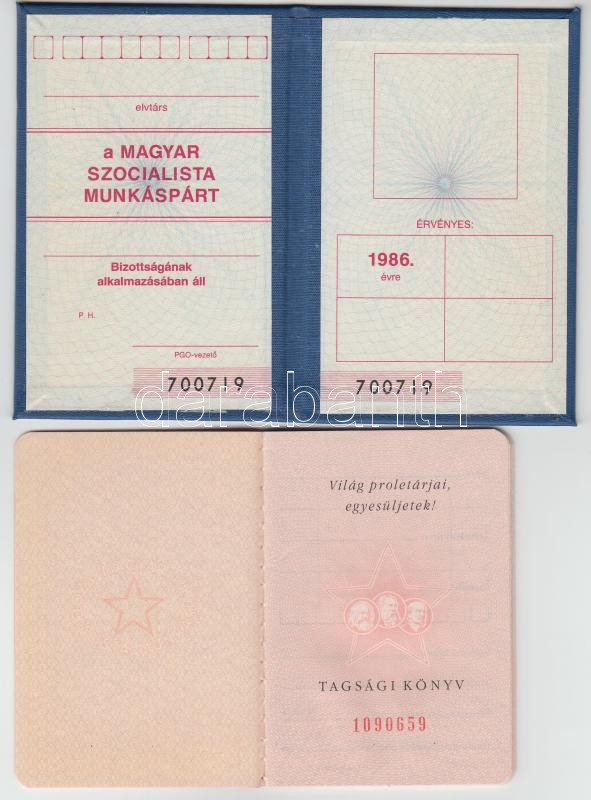 elvtárs
a MAGYAR
SZOCIALISTA
MUNKÁSPÁRT
Bizottságának
alkalmazásában áll
P. H.
PGO-vezető
700719
ÉRVÉNYES:
1986.
évre
700719
darabanth
Világ proletárjai,
egyesüljetek!
TAGSÁGI KÖNYV
1090659